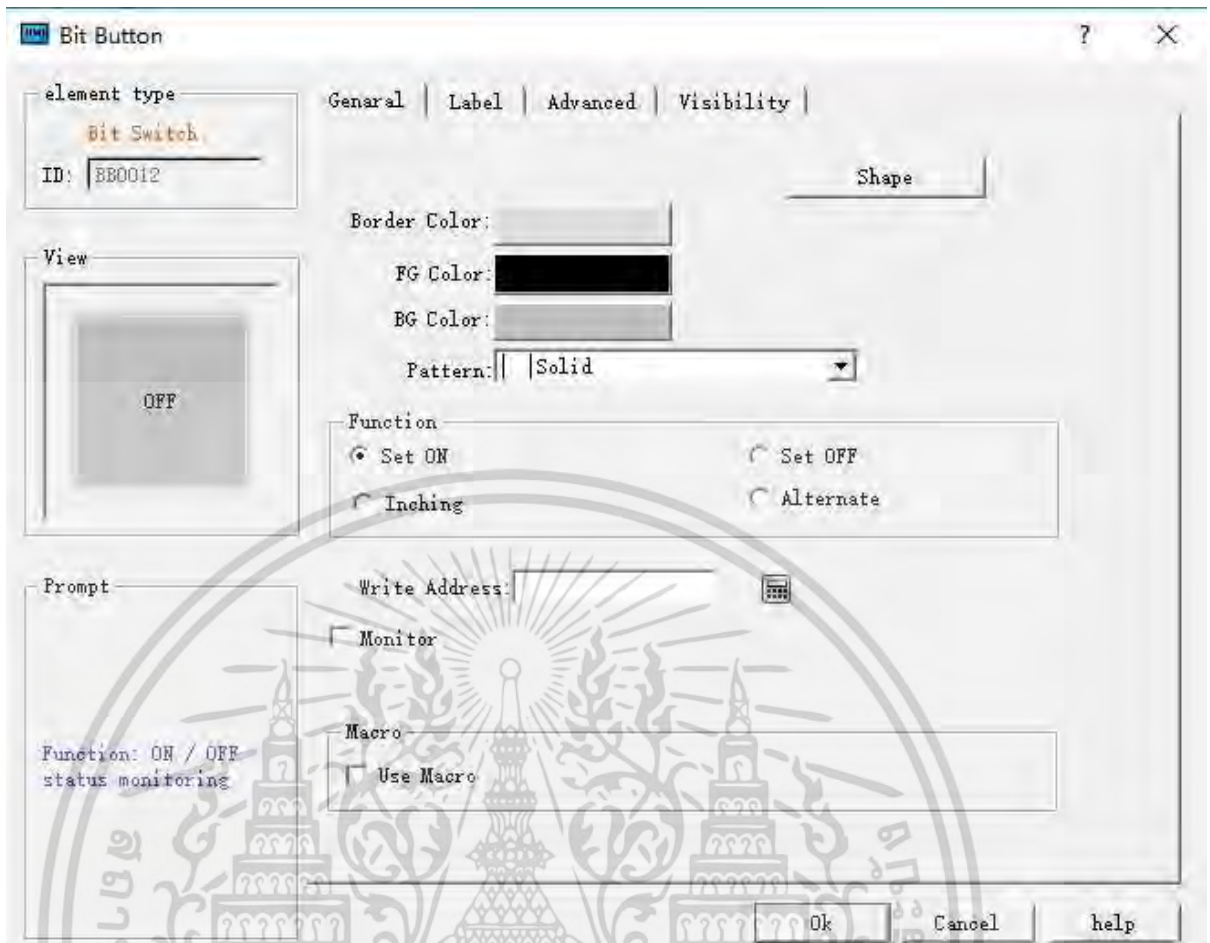 Bit Button
element type
Bit Switch
ID: BB0012
View
OFF
Prompt
Function: ON / OFF
status monitoring
Genaral | Label | Advanced | Visibility |
Shape
Border Color:
FG Color:
BG Color:
Pattern: Solid
Function
Set ON
Set OFF
Inching
Alternate
Write Address:
Monitor
Macro
Use Macro
Ok
Cancel
help